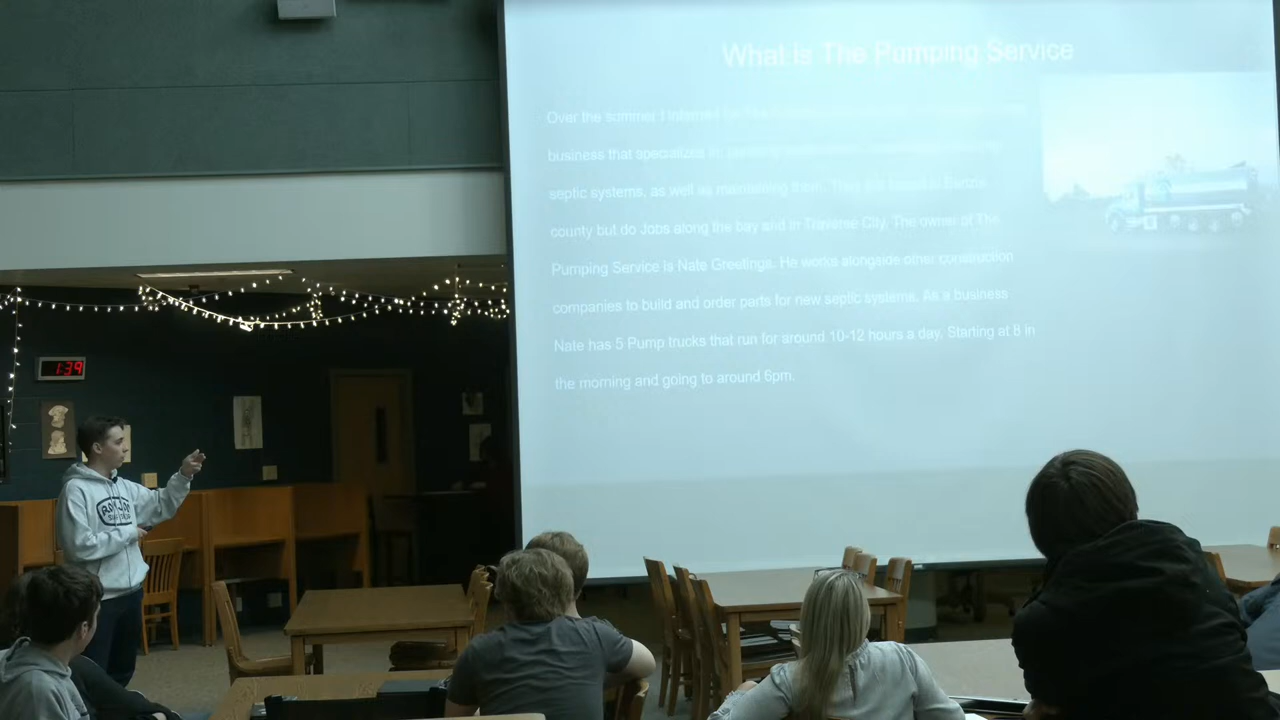 What is The Pumping Service
Over the summer I interned
business that specializes in
septic systems, as well as maintaining them. They are based in Benzie
county but do Jobs along the bay and in Traverse City. The owner of The
Pumping Service is Nate Greetings. He works alongside other construction
companies to build and order parts for new septic systems. As a business
Nate has 5 Pump trucks that run for around 10-12 hours a day. Starting at 8 in
the morning and going to around 6pm.
1:39